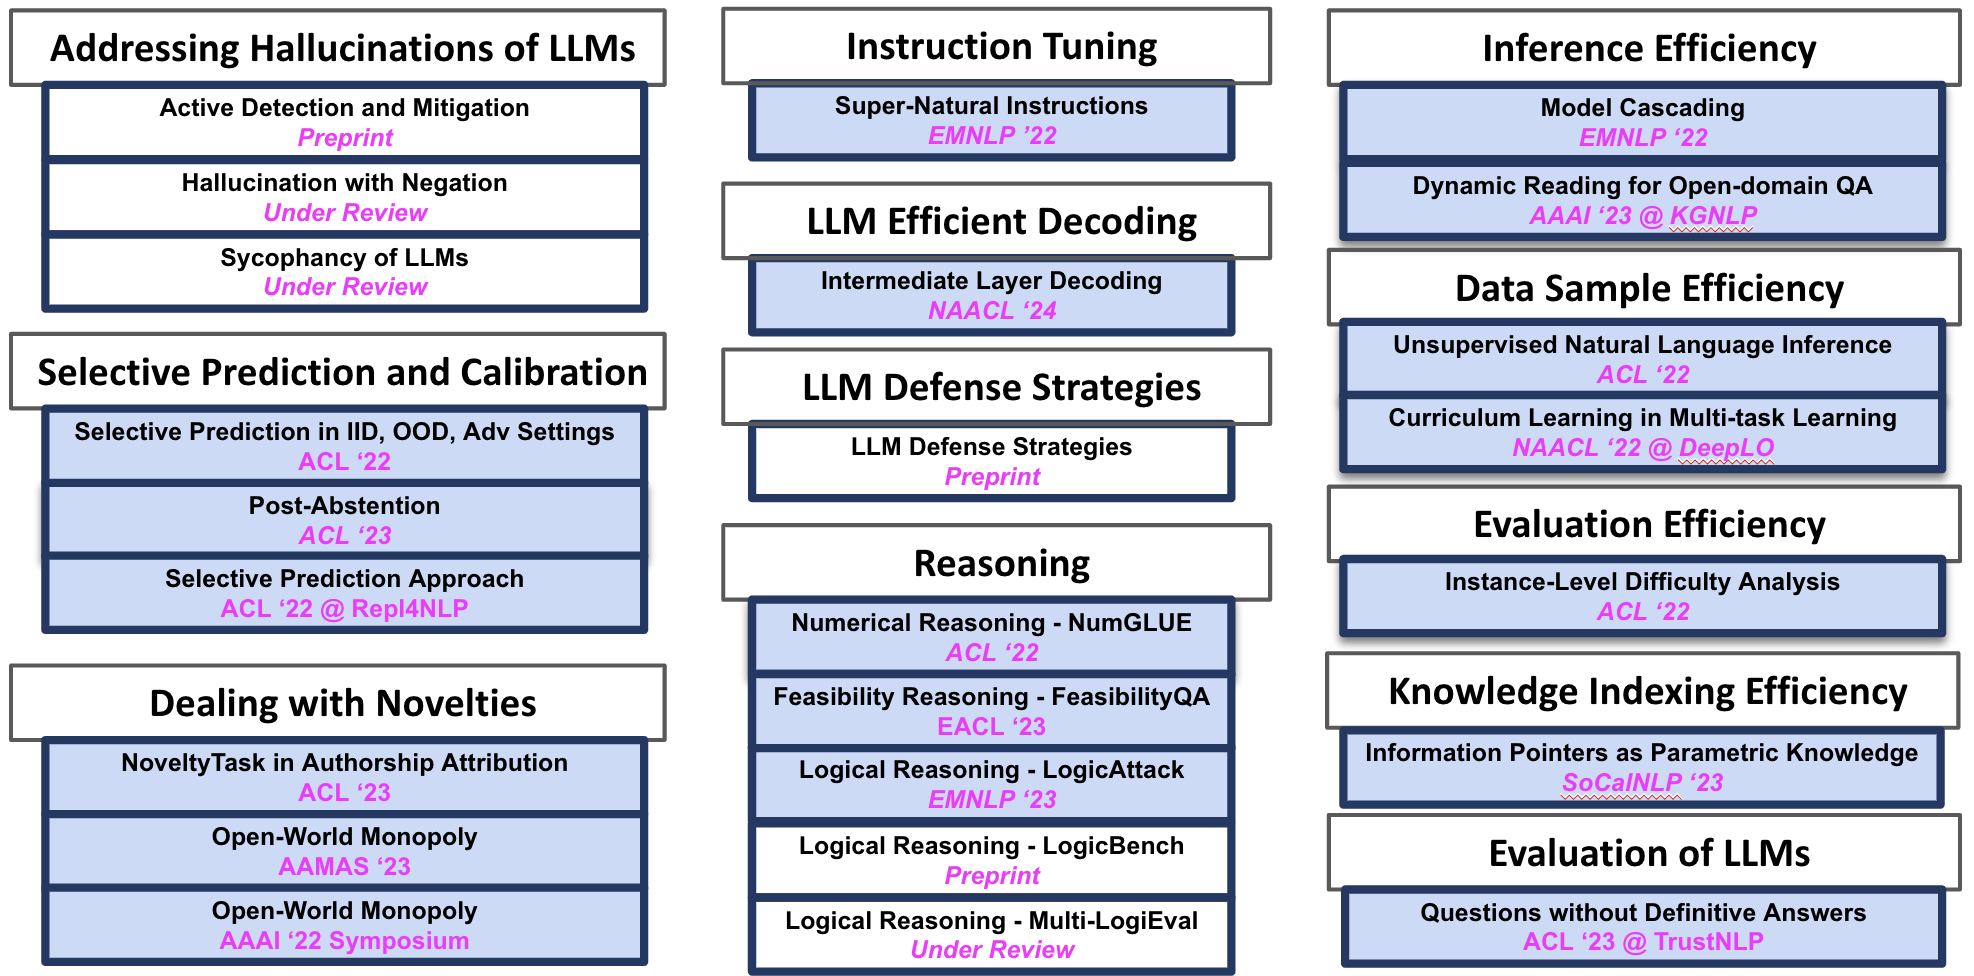 Addressing Hallucinations of LLMs
Active Detection and Mitigation
Preprint
Hallucination with Negation
Under Review
Sycophancy of LLMs
Under Review
Selective Prediction and Calibration
Selective Prediction in IID, OOD, Adv Settings
ACL ‘22
Post-Abstention
ACL ‘23
Selective Prediction Approach
ACL ‘22 @ Repl4NLP
Dealing with Novelties
NoveltyTask in Authorship Attribution
ACL ‘23
Open-World Monopoly
AAMAS ‘23
Open-World Monopoly
AAAI ‘22 Symposium
Instruction Tuning
Super-Natural Instructions
EMNLP ’22
LLM Efficient Decoding
Intermediate Layer Decoding
NAACL ‘24
LLM Defense Strategies
LLM Defense Strategies
Preprint
Reasoning
Numerical Reasoning - NumGLUE
ACL ‘22
Feasibility Reasoning - FeasibilityQA
EACL ‘23
Logical Reasoning - LogicAttack
EMNLP ‘23
Logical Reasoning - LogicBench
Preprint
Logical Reasoning - Multi-LogiEval
Under Review
Inference Efficiency
Model Cascading
EMNLP ‘22
Dynamic Reading for Open-domain QA
AAAI ‘23 @ KGNLP
Data Sample Efficiency
Unsupervised Natural Language Inference
ACL ‘22
Curriculum Learning in Multi-task Learning
NAACL ‘22 @ DeepLO
Evaluation Efficiency
Instance-Level Difficulty Analysis
ACL ‘22
Knowledge Indexing Efficiency
Information Pointers as Parametric Knowledge
SoCalNLP ‘23
Evaluation of LLMs
Questions without Definitive Answers
ACL ‘23 @ TrustNLP